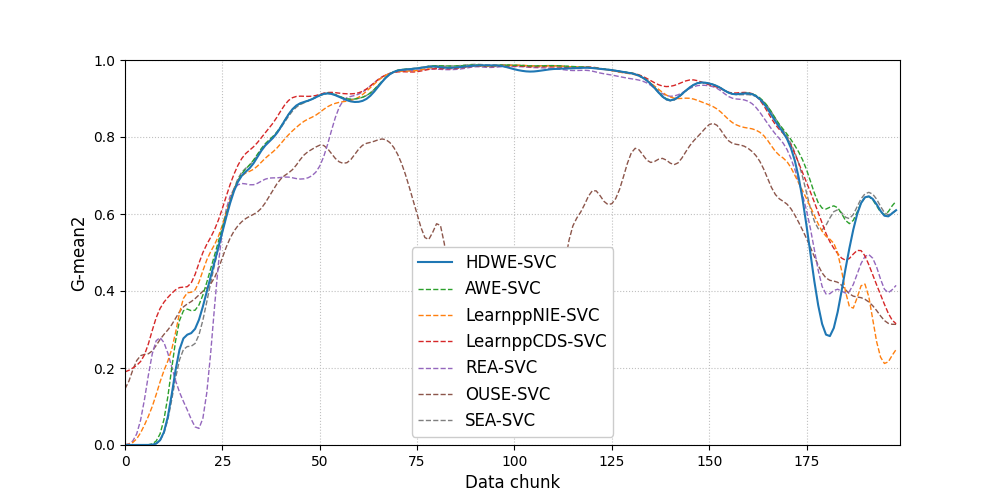 1.0
0.8
0.6
0.4
0.2
0.0
G-mean2
HDWE-SVC
AWE-SVC
LearnppNIE-SVC
LearnppCDS-SVC
REA-SVC
OUSE-SVC
SEA-SVC
0 25 50 75 100 125 150 175
Data chunk